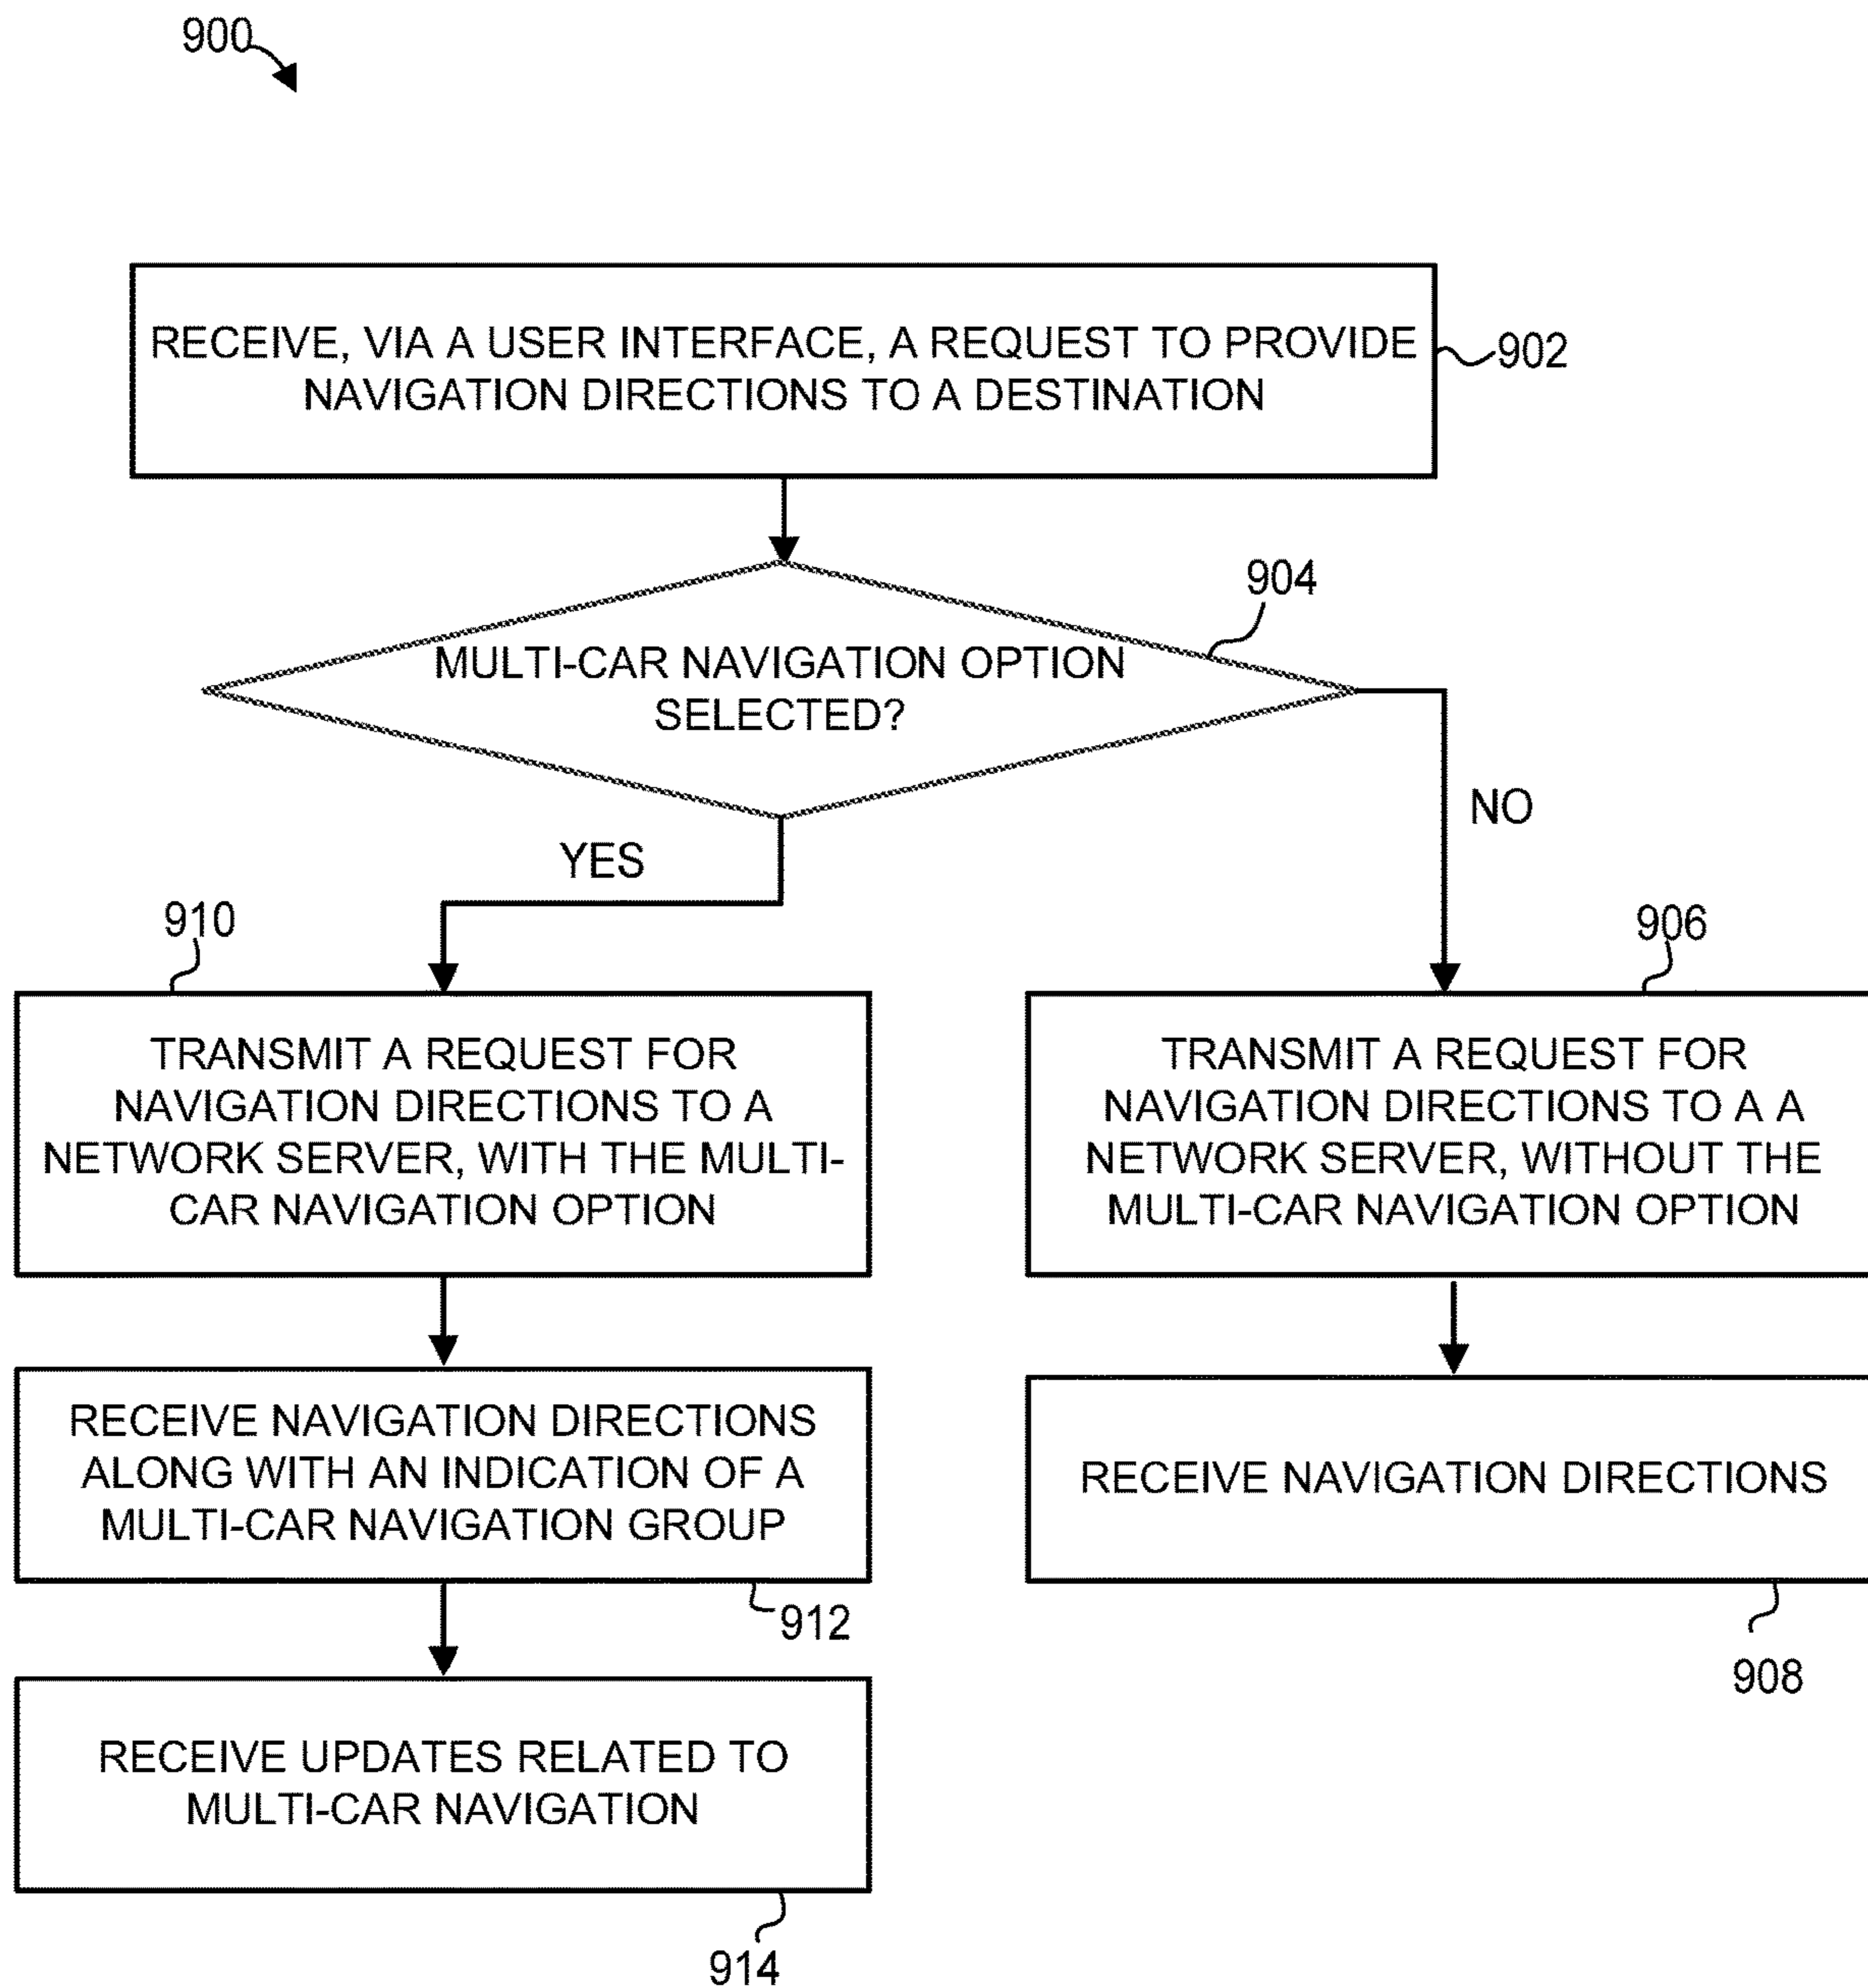 900
RECEIVE, VIA A USER INTERFACE, A REQUEST TO PROVIDE
NAVIGATION DIRECTIONS TO A DESTINATION
902
904
MULTI-CAR NAVIGATION OPTION
SELECTED?
YES
NO
910
TRANSMIT A REQUEST FOR
NAVIGATION DIRECTIONS TO A
NETWORK SERVER, WITH THE MULTI-
CAR NAVIGATION OPTION
906
TRANSMIT A REQUEST FOR
NAVIGATION DIRECTIONS TO A A
NETWORK SERVER, WITHOUT THE
MULTI-CAR NAVIGATION OPTION
RECEIVE NAVIGATION DIRECTIONS
ALONG WITH AN INDICATION OF A
MULTI-CAR NAVIGATION GROUP
912
RECEIVE NAVIGATION DIRECTIONS
908
RECEIVE UPDATES RELATED TO
MULTI-CAR NAVIGATION
914